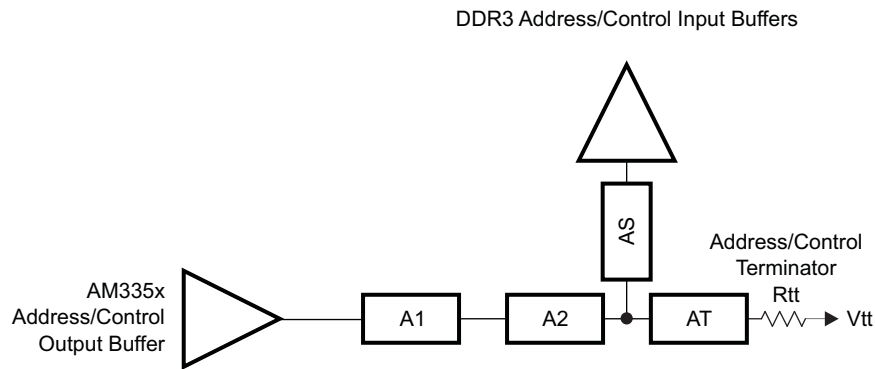 DDR3 Address/Control Input Buffers
AS
Address/Control
Terminator
Rtt
AM335x
Address/Control
Output Buffer
A1
A2
AT
Vtt